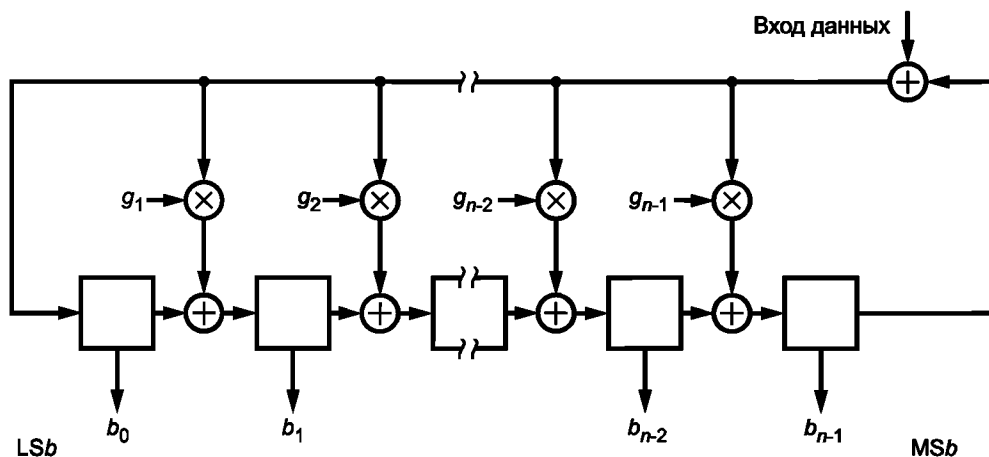 Вход данных
g1
g2
gn-2
gn-1
b0
b1
bn-2
bn-1
LSb
MSb